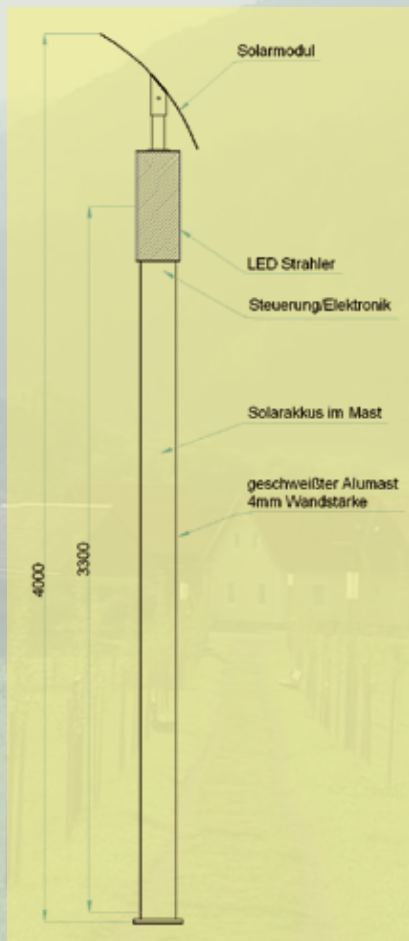 Solarmodul
LED Strahler
Steuerung/Elektronik
Solarakkus im Mast
geschweißter Alumast
4mm Wandstärke
4000
3300